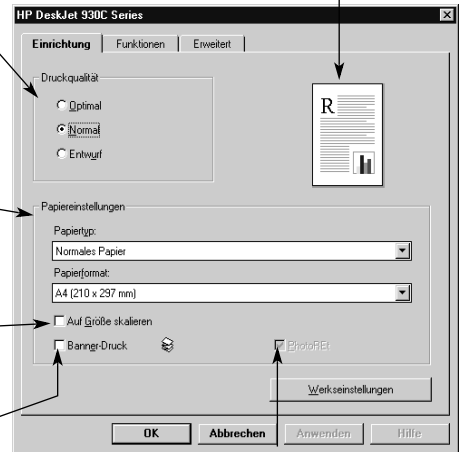 HP DeskJet 930C Series
Einrichtung Funktionen Erweitert
Druckqualität
Optimal
Normal
Entwurf
R
Papiereinstellungen
Papiertyp:
Normales Papier
Papierformat:
A4 (210 x 297 mm)
Auf Größe skalieren
Banner-Druck PhotoREt
Werkseinstellungen
OK Abbrechen Anwenden Hilfe